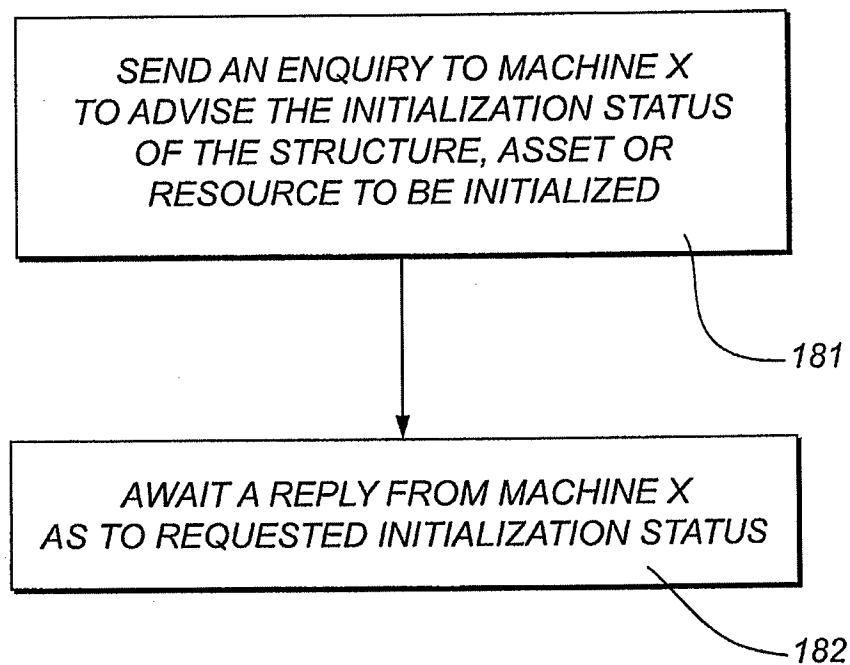 SEND AN ENQUIRY TO MACHINE X
TO ADVISE THE INITIALIZATION STATUS
OF THE STRUCTURE, ASSET OR
RESOURCE TO BE INITIALIZED
181
AWAIT A REPLY FROM MACHINE X
AS TO REQUESTED INITIALIZATION STATUS
182